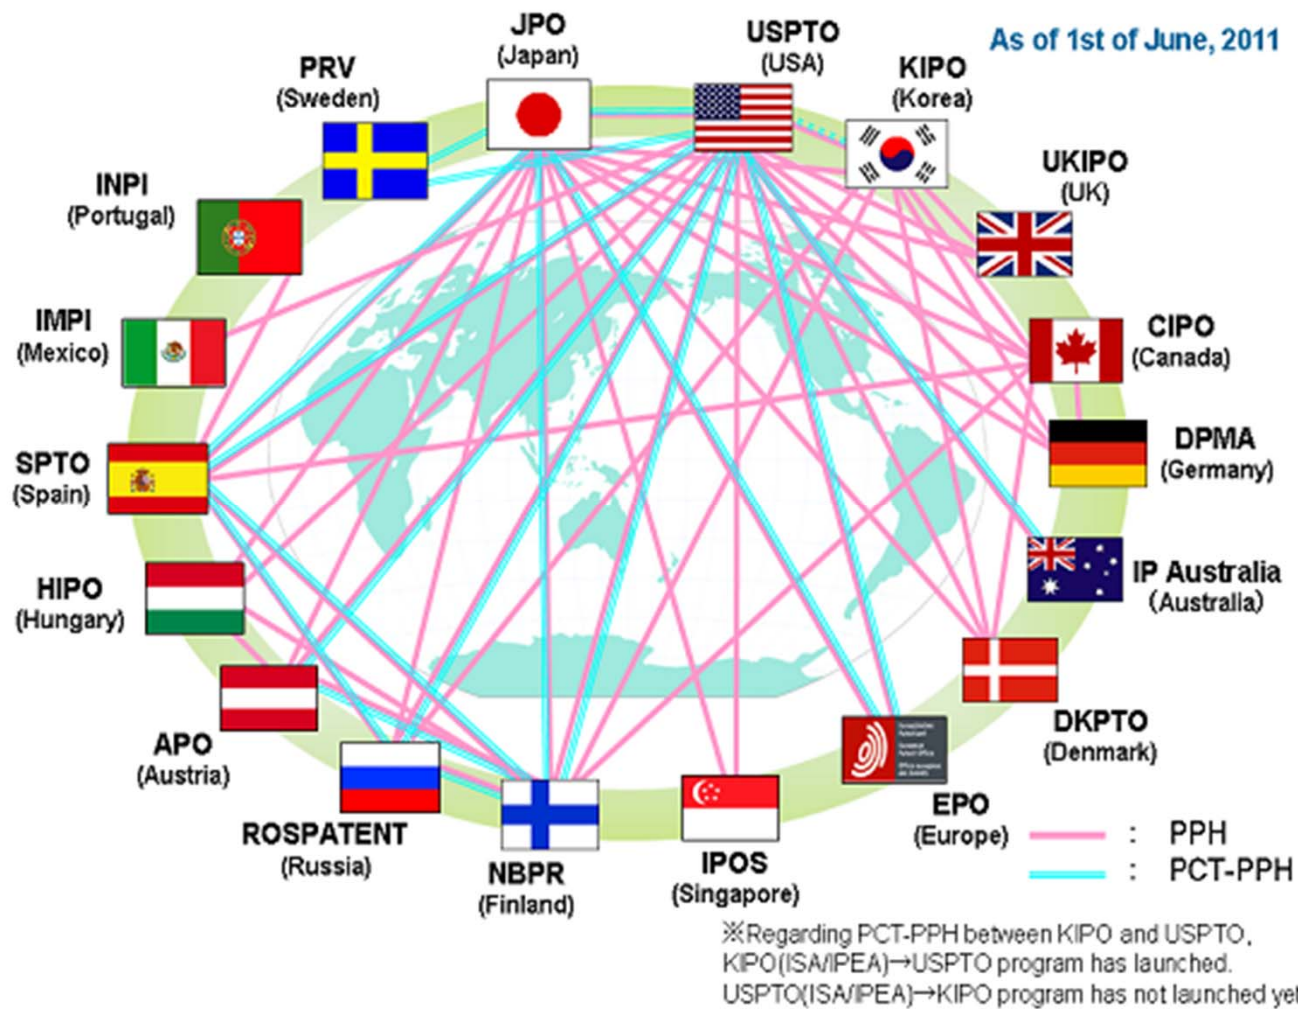 As of 1st of June, 2011
JPO
(Japan)
USPTO
(USA)
KIPO
(Korea)
PRV
(Sweden)
UKIPO
(UK)
INPI
(Portugal)
CIPO
(Canada)
IMPI
(Mexico)
DPMA
(Germany)
SPTO
(Spain)
IP Australia
(Australia)
HIPO
(Hungary)
DKPTO
(Denmark)
APO
(Austria)
EPO
(Europe)
ROSPATENT
(Russia)
NBPR
(Finland)
IPOS
(Singapore)
: PPH
: PCT-PPH
※Regarding PCT-PPH between KIPO and USPTO,
KIPO(ISA/IPEA)→USPTO program has launched.
USPTO(ISA/IPEA)→KIPO program has not launched yet